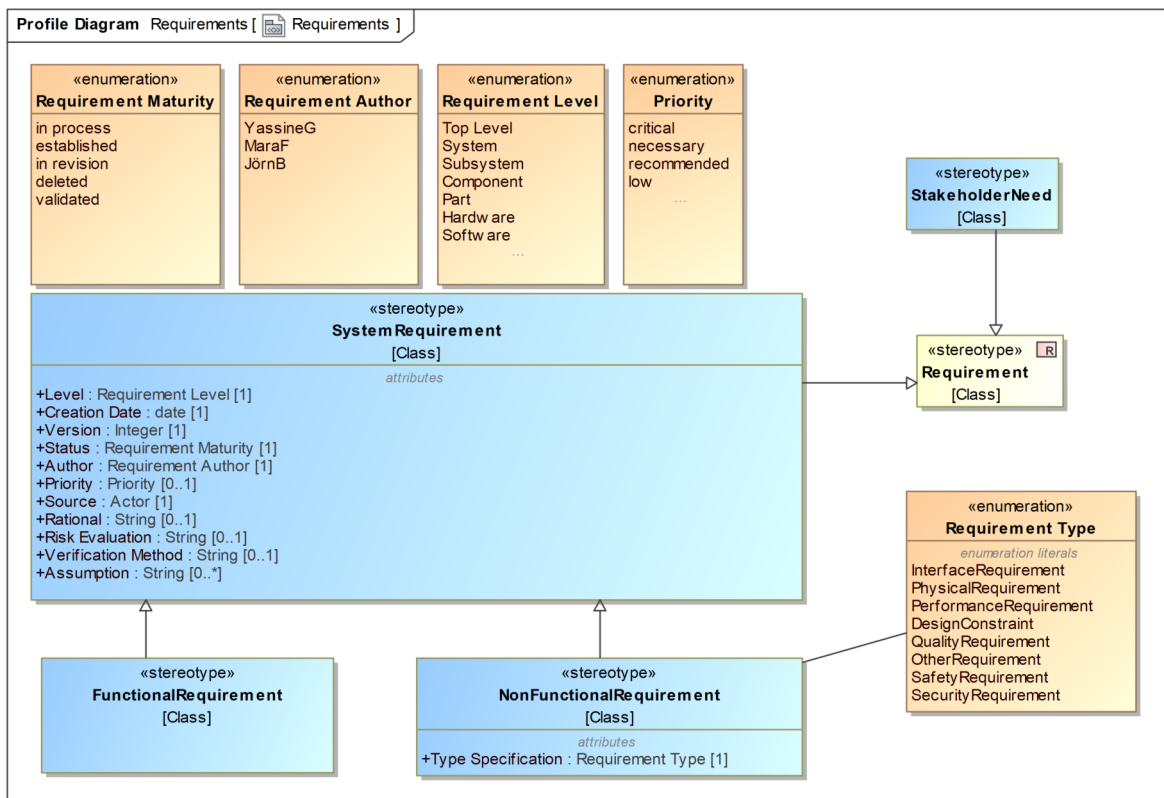 Profile Diagram Requirements [ Requirements ]
«enumeration»
Requirement Maturity
in process
established
in revision
deleted
validated
«enumeration»
Requirement Author
YassineG
MaraF
JörnB
«enumeration»
Requirement Level
Top Level
System
Subsystem
Component
Part
Hardware
Software
...
«enumeration»
Priority
critical
necessary
recommended
low
...
«stereotype»
StakeholderNeed
[Class]
«stereotype»
SystemRequirement
[Class]
attributes
+Level : Requirement Level [1]
+Creation Date : date [1]
+Version : Integer [1]
+Status : Requirement Maturity [1]
+Author : Requirement Author [1]
+Priority : Priority [0..1]
+Source : Actor [1]
+Rational : String [0..1]
+Risk Evaluation : String [0..1]
+Verification Method : String [0..1]
+Assumption : String [0..*]
«stereotype» R
Requirement
[Class]
«enumeration»
Requirement Type
enumeration literals
InterfaceRequirement
PhysicalRequirement
PerformanceRequirement
DesignConstraint
QualityRequirement
OtherRequirement
SafetyRequirement
SecurityRequirement
«stereotype»
FunctionalRequirement
[Class]
«stereotype»
NonFunctionalRequirement
[Class]
attributes
+Type Specification : Requirement Type [1]